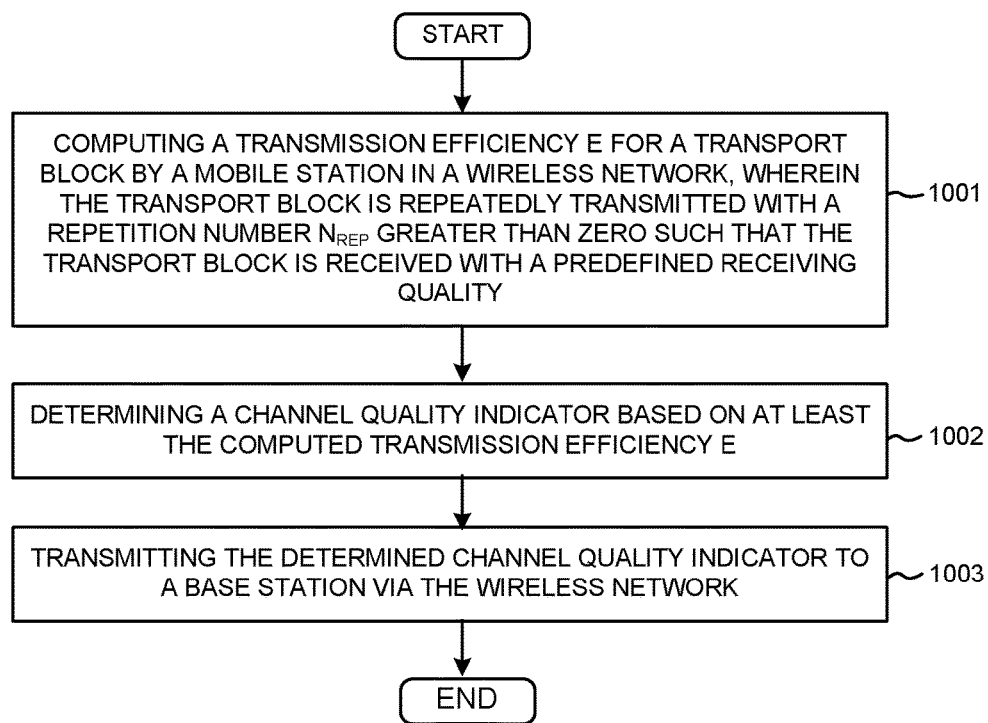 START
COMPUTING A TRANSMISSION EFFICIENCY E FOR A TRANSPORT
BLOCK BY A MOBILE STATION IN A WIRELESS NETWORK, WHEREIN
THE TRANSPORT BLOCK IS REPEATEDLY TRANSMITTED WITH A
REPETITION NUMBER NREP GREATER THAN ZERO SUCH THAT THE
TRANSPORT BLOCK IS RECEIVED WITH A PREDEFINED RECEIVING
QUALITY
1001
DETERMINING A CHANNEL QUALITY INDICATOR BASED ON AT LEAST
THE COMPUTED TRANSMISSION EFFICIENCY E
1002
TRANSMITTING THE DETERMINED CHANNEL QUALITY INDICATOR TO
A BASE STATION VIA THE WIRELESS NETWORK
1003
END